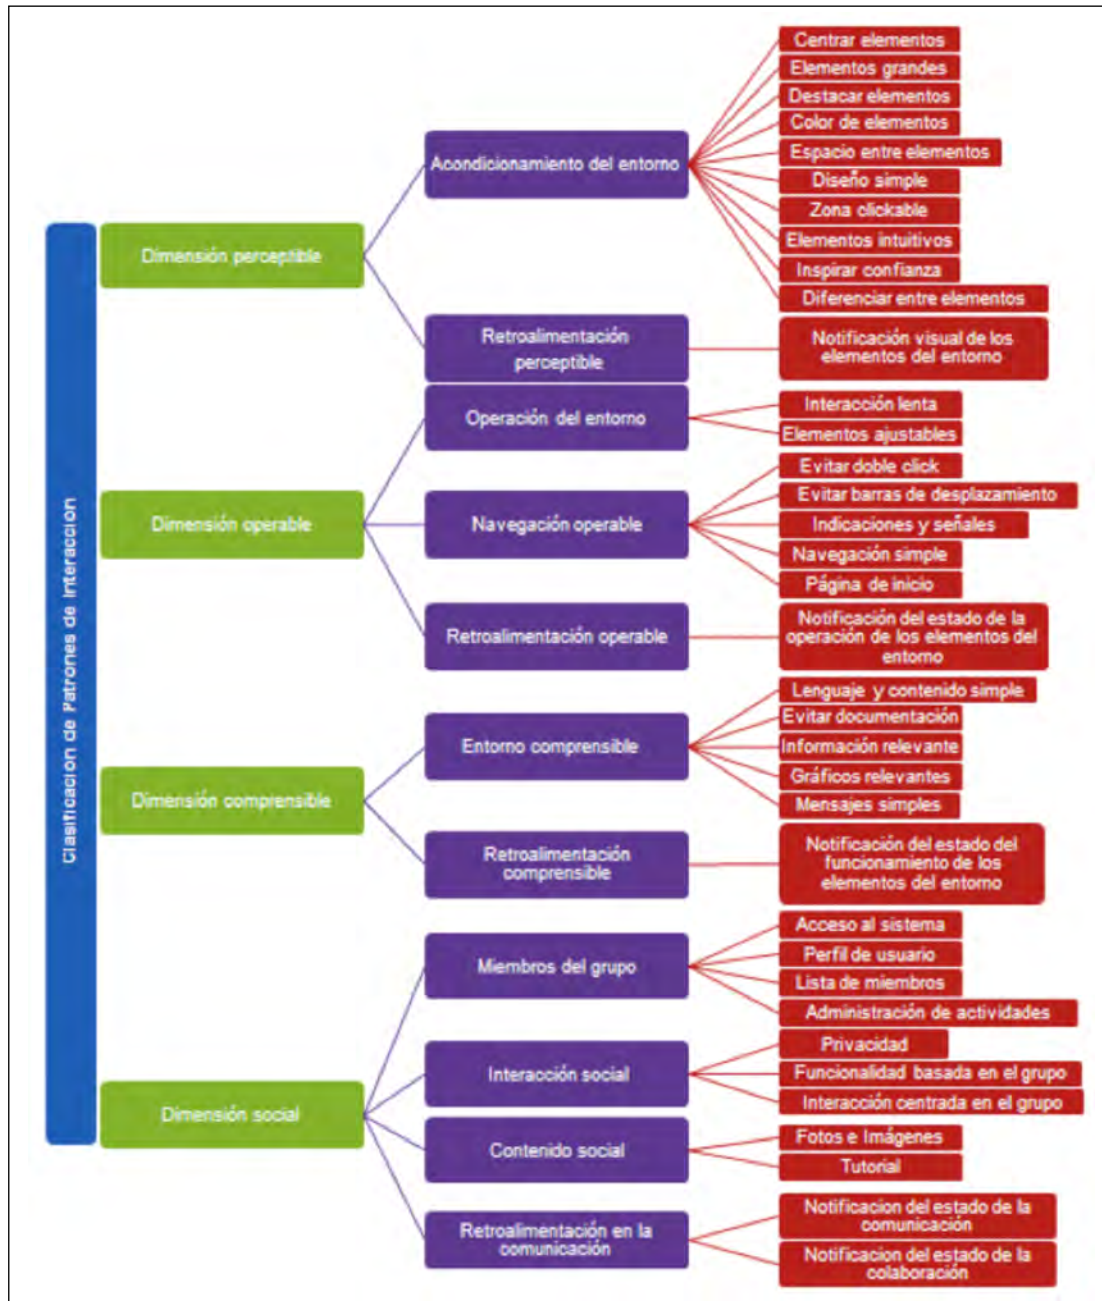 Clasificacion de Patrones de Interaccion
Dimensión perceptible
Acondicionamiento del entorno
Centrar elementos
Elementos grandes
Destacar elementos
Color de elementos
Espacio entre elementos
Diseño simple
Zona clickable
Elementos intuitivos
Inspirar confianza
Diferenciar entre elementos
Retroalimentación
perceptible
Notificación visual de los
elementos del entorno
Dimensión operable
Operación del entorno
Interacción lenta
Elementos ajustables
Navegación operable
Evitar doble click
Evitar barras de desplazamiento
Indicaciones y señales
Navegación simple
Página de inicio
Retroalimentación operable
Notificación del estado de la
operación de los elementos del
entorno
Dimensión comprensible
Entorno comprensible
Lenguaje y contenido simple
Evitar documentación
Información relevante
Gráficos relevantes
Mensajes simples
Retroalimentación
comprensible
Notificación del estado del
funcionamiento de los
elementos del entorno
Dimensión social
Miembros del grupo
Acceso al sistema
Perfil de usuario
Lista de miembros
Administración de actividades
Interacción social
Privacidad
Funcionalidad basada en el grupo
Interacción centrada en el grupo
Contenido social
Fotos e Imágenes
Tutorial
Retroalimentación en la
comunicación
Notificacion del estado de la
comunicación
Notificacion del estado de la
colaboración